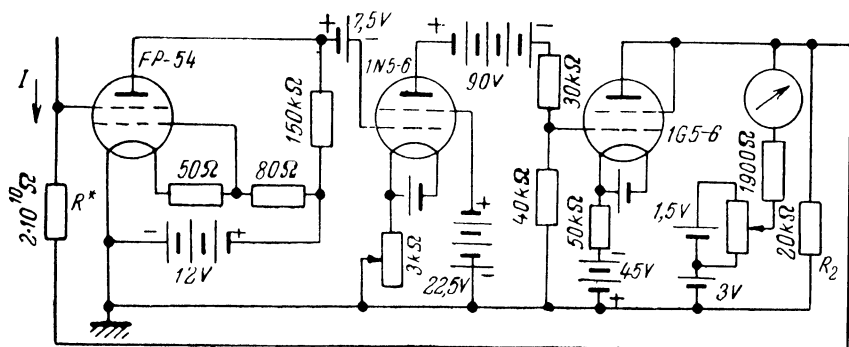 FP-54
7,5V
+
-
1N5-6
+
-
90V
30kΩ
I
150kΩ
1G5-6
50Ω
80Ω
2·10¹⁰Ω
R*
-
+
12V
3kΩ
+
-
22,5V
40kΩ
50kΩ
-
45V
+
1,5V
3V
1900Ω
20kΩ
R₂